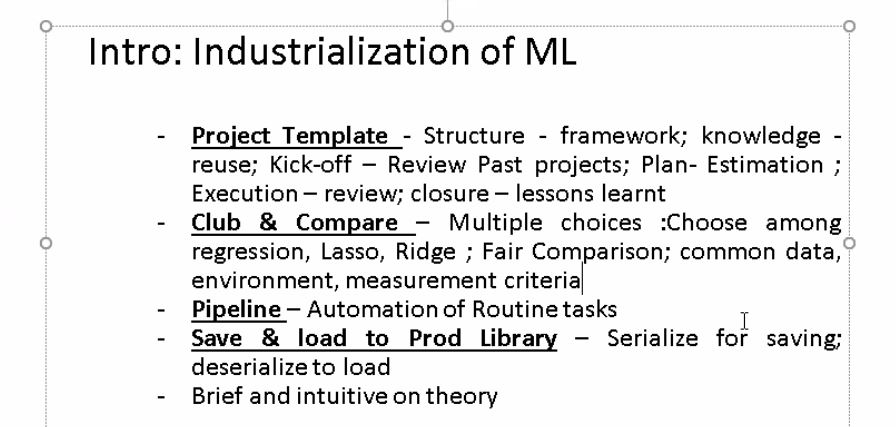 Intro: Industrialization of ML
- Project Template - Structure - framework; knowledge -
reuse; Kick-off – Review Past projects; Plan- Estimation ;
Execution – review; closure – lessons learnt
- Club & Compare – Multiple choices :Choose among
regression, Lasso, Ridge ; Fair Comparison; common data,
environment, measurement criteria
- Pipeline – Automation of Routine tasks
- Save & load to Prod Library – Serialize for saving;
deserialize to load
- Brief and intuitive on theory